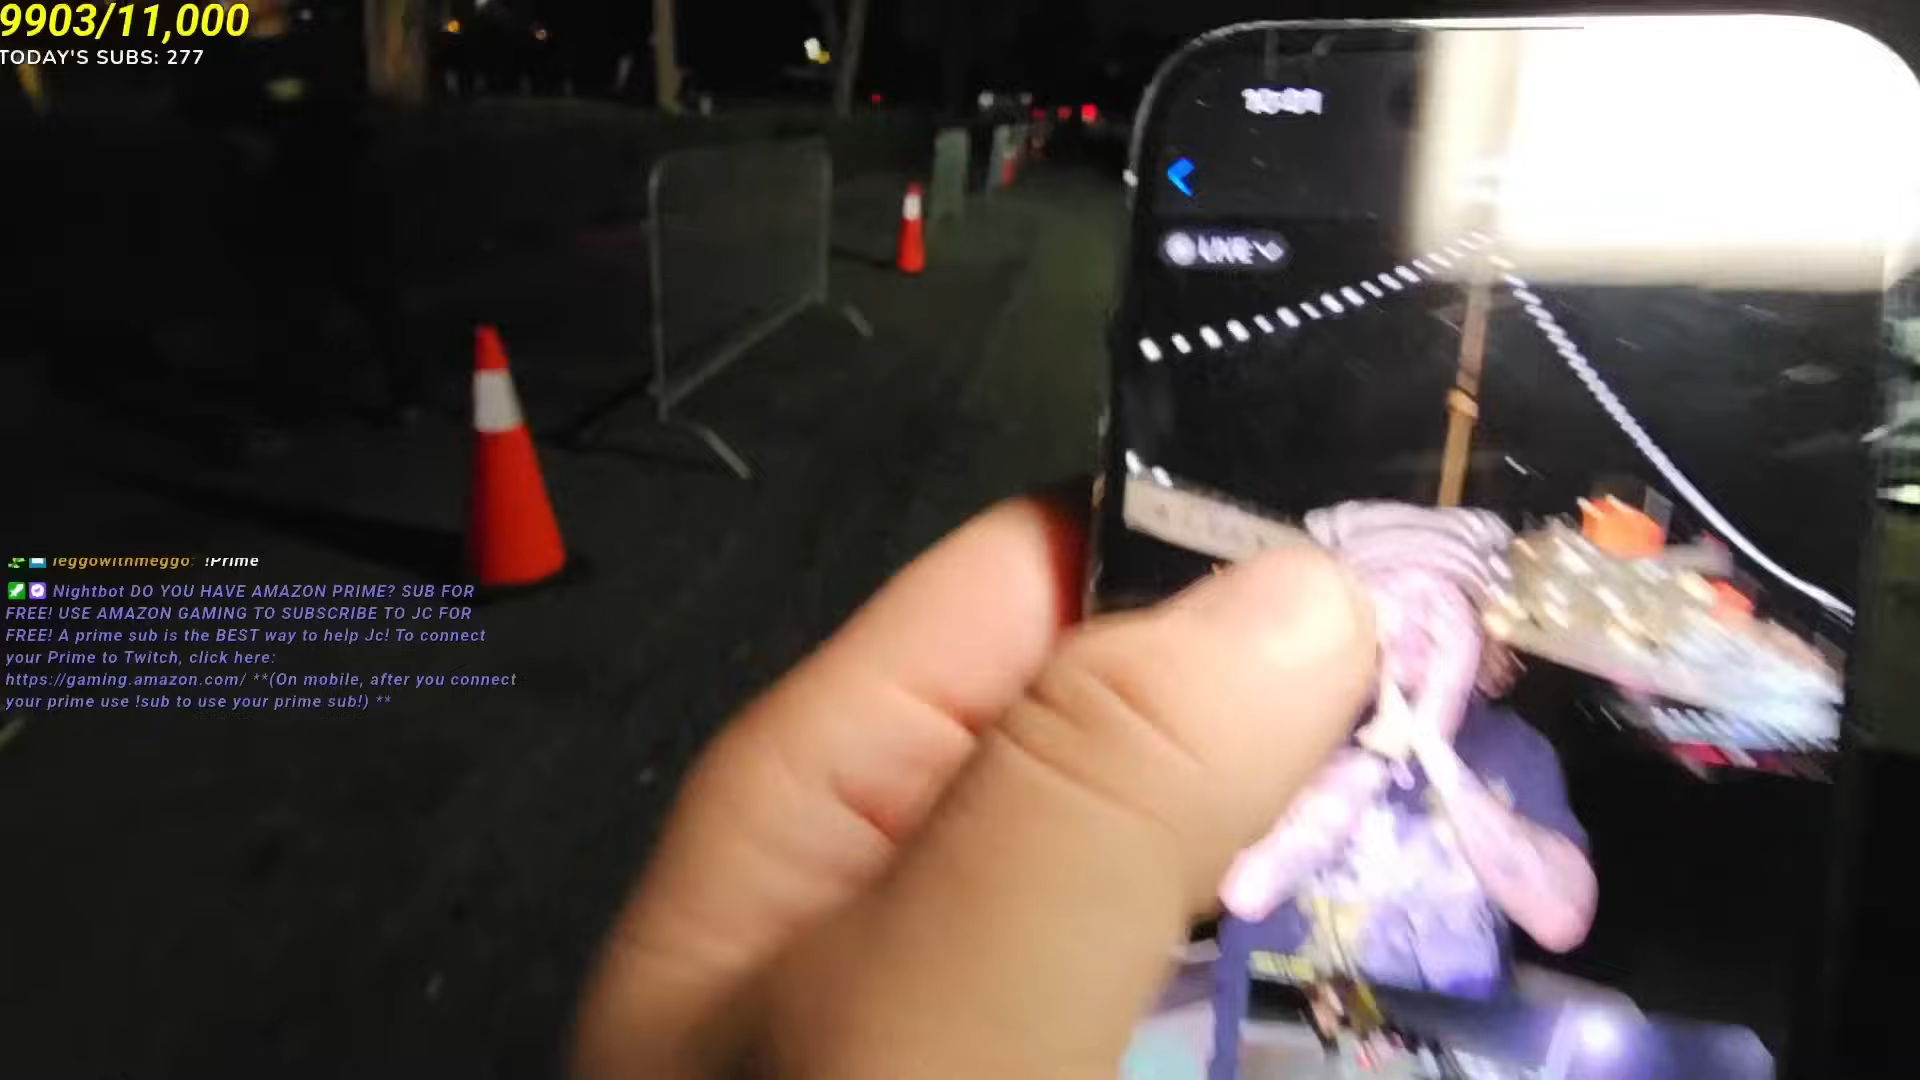 9903/11,000
TODAY'S SUBS: 277
LIVE
leggowithmeggo: !Prime
Nightbot DO YOU HAVE AMAZON PRIME? SUB FOR
FREE! USE AMAZON GAMING TO SUBSCRIBE TO JC FOR
FREE! A prime sub is the BEST way to help Jc! To connect
your Prime to Twitch, click here:
https://gaming.amazon.com/ **(On mobile, after you connect
your prime use !sub to use your prime sub!) **